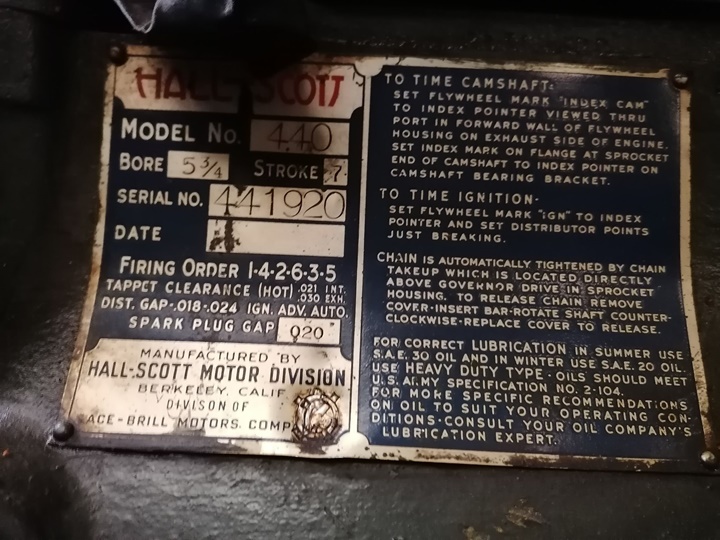 HALL-SCOTT
MODEL NO. 440
BORE 5 3/4 STROKE 7
SERIAL NO. 441920
DATE
FIRING ORDER 1-4-2-6-3-5
TAPPET CLEARANCE (HOT) .021 INT.
.030 EXH.
DIST. GAP-.018-.024 IGN. ADV. AUTO.
SPARK PLUG GAP 020
MANUFACTURED BY
HALL-SCOTT MOTOR DIVISION
BERKELEY, CALIF.
DIVISON OF
ACF-BRILL MOTORS COMP
TO TIME CAMSHAFT:
SET FLYWHEEL MARK "INDEX CAM"
TO INDEX POINTER VIEWED THRU
PORT IN FORWARD WALL OF FLYWHEEL
HOUSING ON EXHAUST SIDE OF ENGINE.
SET INDEX MARK ON FLANGE AT SPROCKET
END OF CAMSHAFT TO INDEX POINTER ON
CAMSHAFT BEARING BRACKET.
TO TIME IGNITION-
SET FLYWHEEL MARK "IGN" TO INDEX
POINTER AND SET DISTRIBUTOR POINTS
JUST BREAKING.
CHAIN IS AUTOMATICALLY TIGHTENED BY CHAIN
TAKEUP WHICH IS LOCATED DIRECTLY
ABOVE GOVERNOR DRIVE IN SPROCKET
HOUSING. TO RELEASE CHAIN REMOVE
COVER-INSERT BAR-ROTATE SHAFT COUNTER-
CLOCKWISE-REPLACE COVER TO RELEASE.
FOR CORRECT LUBRICATION IN SUMMER USE
S.A.E. 30 OIL AND IN WINTER USE S.A.E. 20 OIL.
USE HEAVY DUTY TYPE - OILS SHOULD MEET
U.S. ARMY SPECIFICATION NO. 2-104.
FOR MORE SPECIFIC RECOMMENDATIONS
ON OIL TO SUIT YOUR OPERATING CON-
DITIONS-CONSULT YOUR OIL COMPANY'S
LUBRICATION EXPERT.